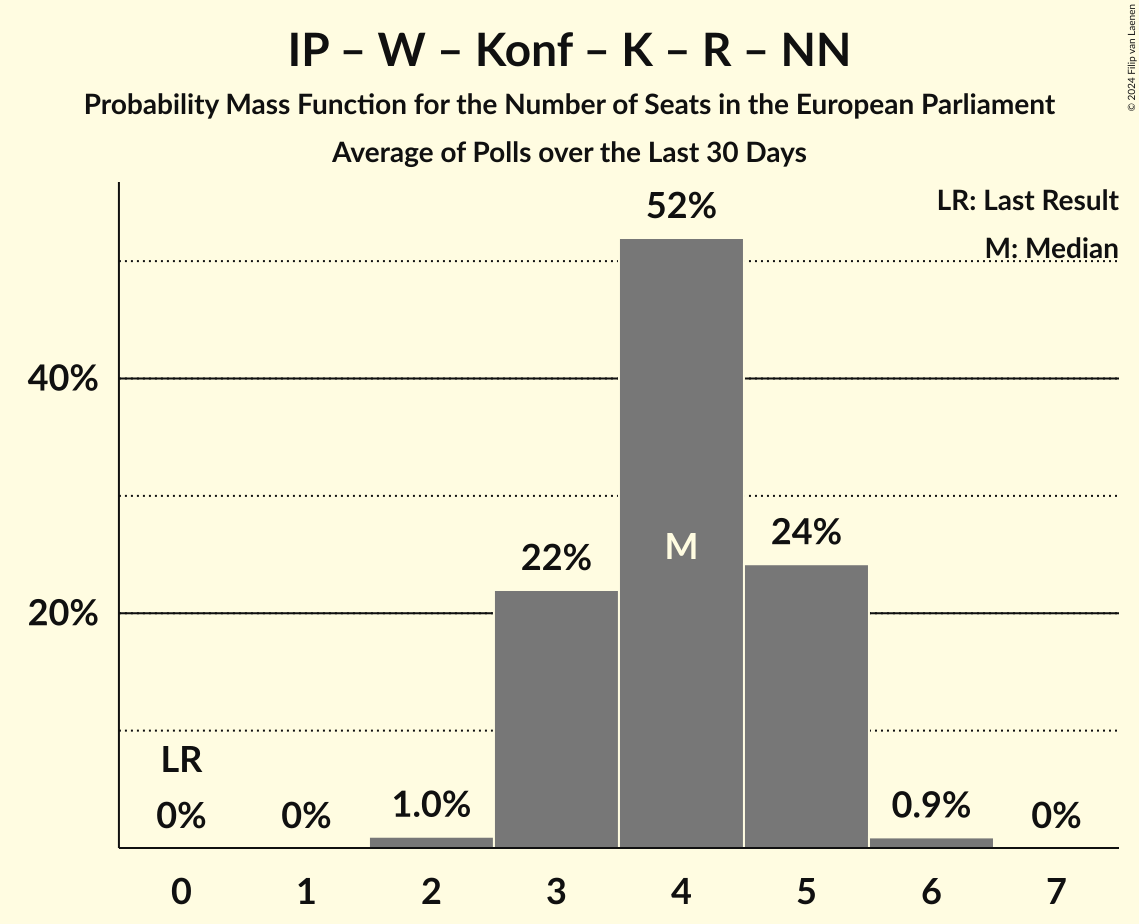 IP – W – Konf – K – R – NN
Probability Mass Function for the Number of Seats in the European Parliament
Average of Polls over the Last 30 Days
© 2024 Filip van Laenen
LR: Last Result
M: Median
52%
40%
24%
22%
M
20%
LR
0%
0%
1.0%
0.9%
0%
0 1 2 3 4 5 6 7